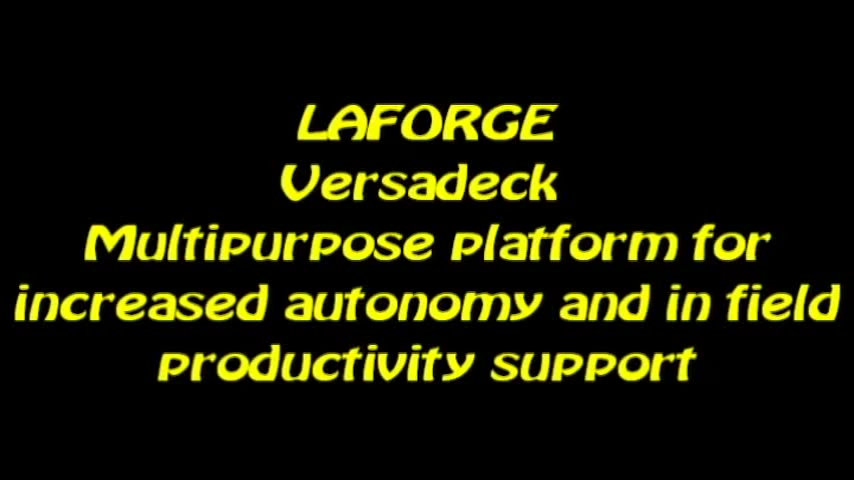 LAFORGE
Versadeck
Multipurpose platform for
increased autonomy and in field
productivity support